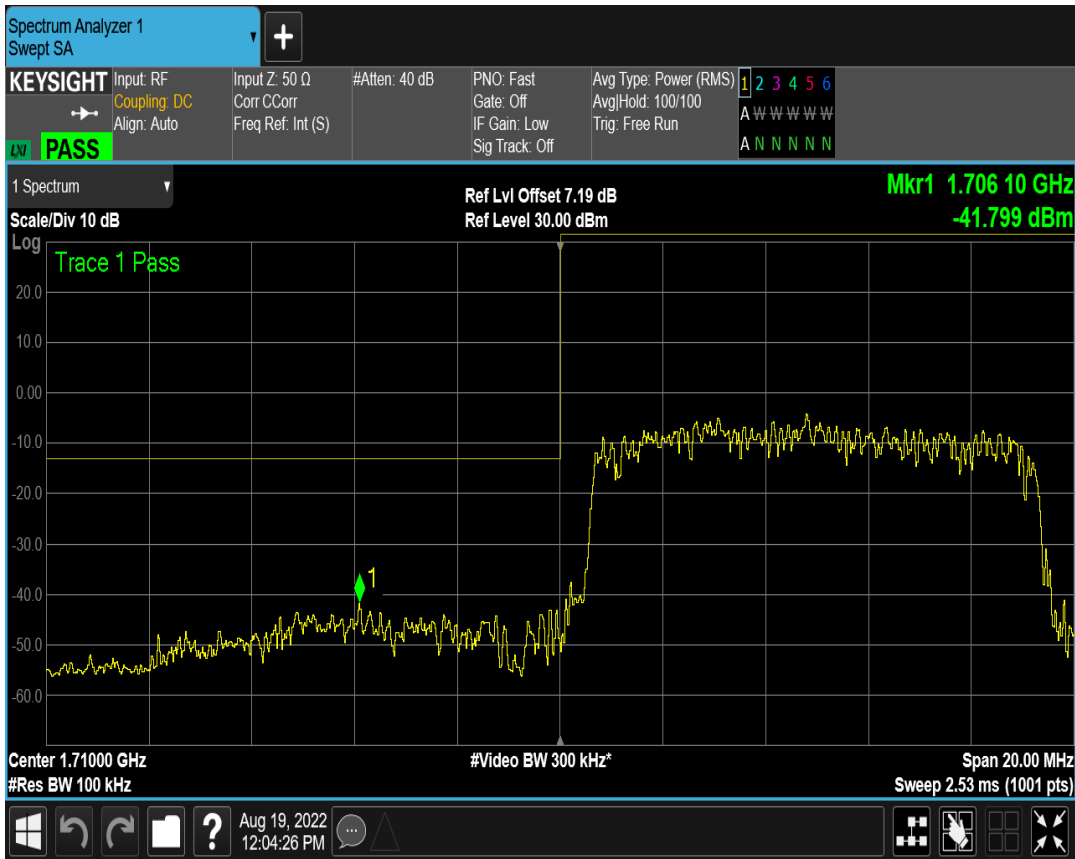 Spectrum Analyzer 1
Swept SA
+
KEYSIGHT
LXI
PASS
Input: RF
Coupling: DC
Align: Auto
Input Z: 50 Ω
Corr CCorr
Freq Ref: Int (S)
#Atten: 40 dB
PNO: Fast
Gate: Off
IF Gain: Low
Sig Track: Off
Avg Type: Power (RMS)
Avg|Hold: 100/100
Trig: Free Run
1 2 3 4 5 6
A W W W W W
A N N N N N
1 Spectrum
Scale/Div 10 dB
Ref Lvl Offset 7.19 dB
Ref Level 30.00 dBm
Mkr1 1.706 10 GHz
-41.799 dBm
Log
Trace 1 Pass
20.0
10.0
0.00
-10.0
-20.0
-30.0
-40.0
-50.0
-60.0
1
Center 1.71000 GHz
#Res BW 100 kHz
#Video BW 300 kHz*
Span 20.00 MHz
Sweep 2.53 ms (1001 pts)
?
Aug 19, 2022
12:04:26 PM